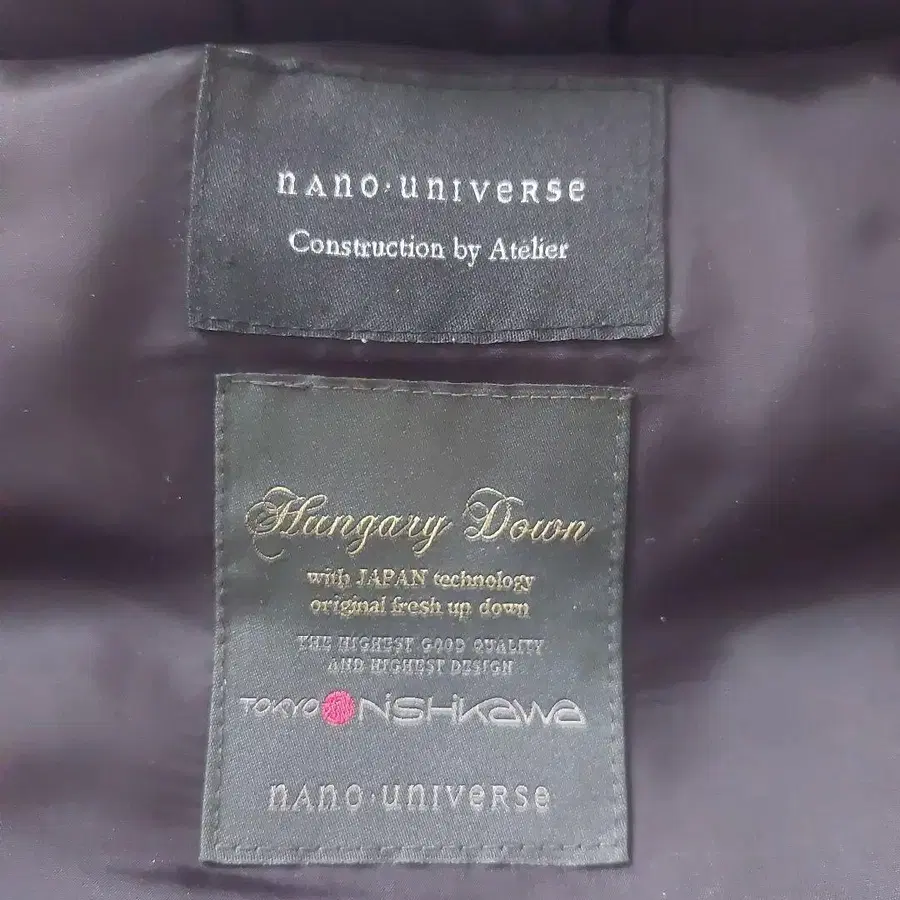 nano·universe
Construction by Atelier
Hungary Down
with JAPAN technology
original fresh up down
THE HIGHEST GOOD QUALITY
AND HIGHEST DESIGN
TOKYO NiSHiKaWa
nano·universe